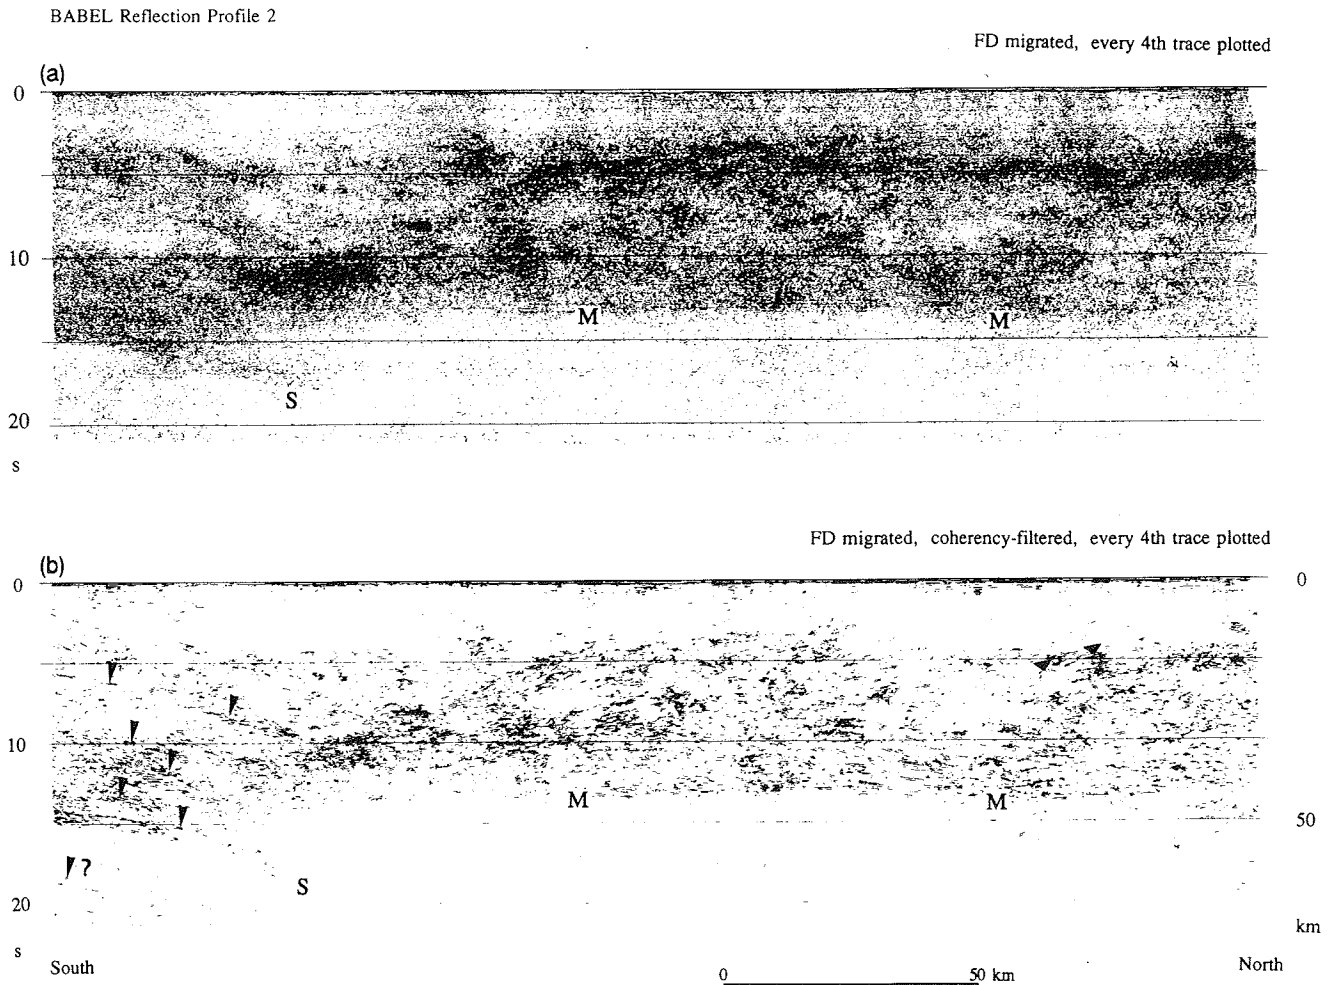 BABEL Reflection Profile 2
FD migrated, every 4th trace plotted
(a)
0
10
M
M
S
20
s
FD migrated, coherency-filtered, every 4th trace plotted
(b)
0
0
10
M
M
50
?
S
20
km
s
South
North
0
50 km